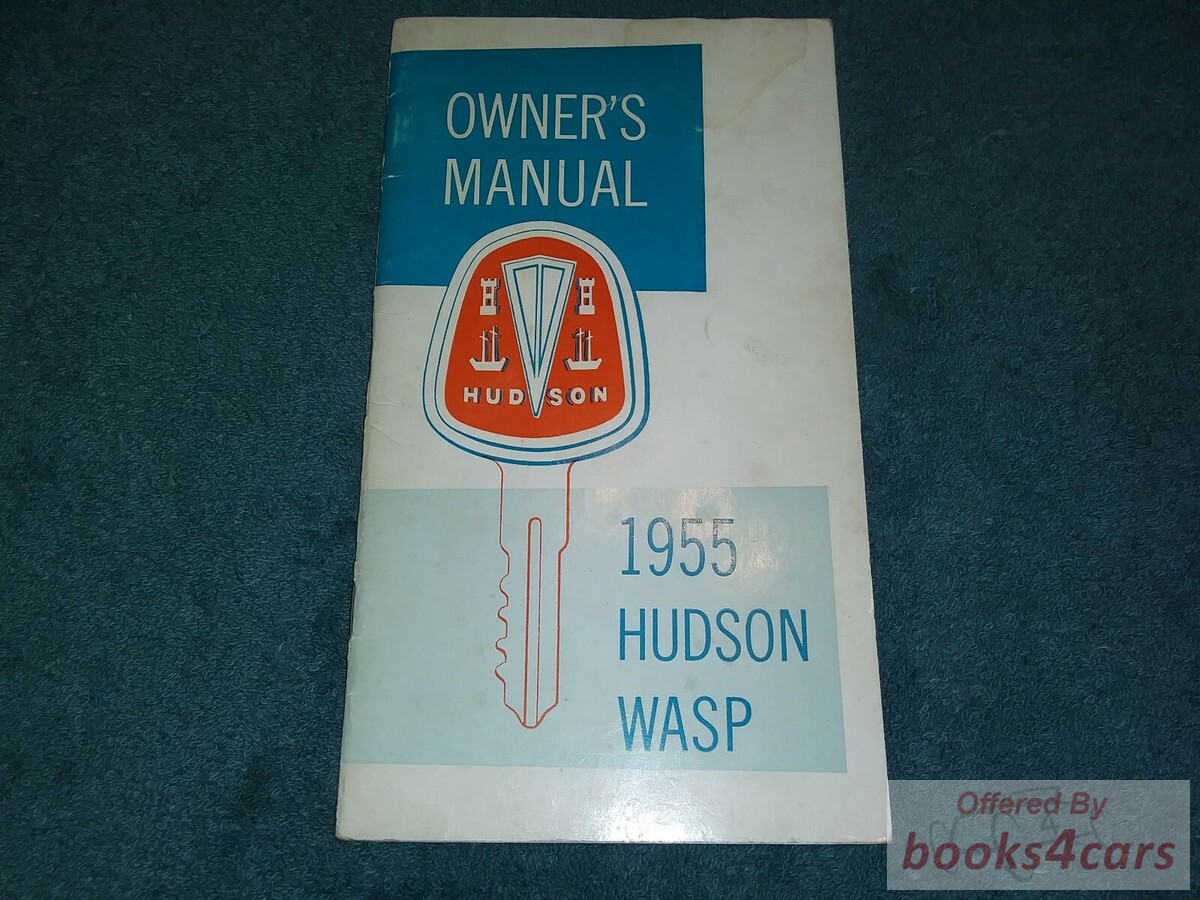 OWNER'S
MANUAL
HUDSON
1955
HUDSON
WASP
Offered By
books4cars